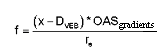 f = (x - D_VEB) * OAS_gradients / r_s